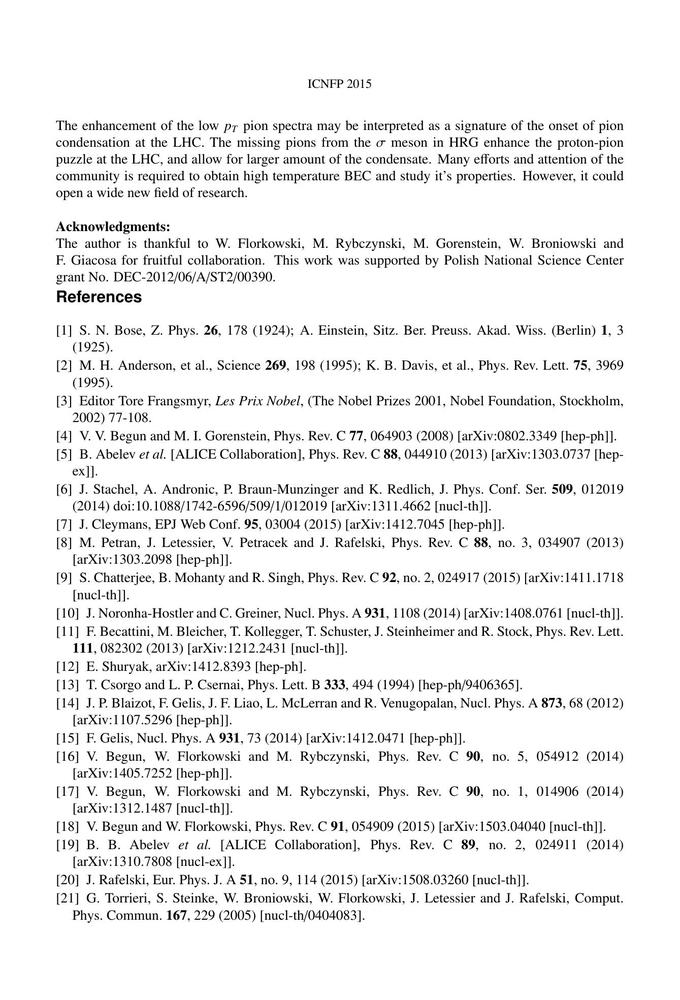 ICNFP 2015
The enhancement of the low pT pion spectra may be interpreted as a signature of the onset of pion
condensation at the LHC. The missing pions from the σ meson in HRG enhance the proton-pion
puzzle at the LHC, and allow for larger amount of the condensate. Many efforts and attention of the
community is required to obtain high temperature BEC and study it's properties. However, it could
open a wide new field of research.
Acknowledgments:
The author is thankful to W. Florkowski, M. Rybczynski, M. Gorenstein, W. Broniowski and
F. Giacosa for fruitful collaboration. This work was supported by Polish National Science Center
grant No. DEC-2012/06/A/ST2/00390.
References
[1] S. N. Bose, Z. Phys. 26, 178 (1924); A. Einstein, Sitz. Ber. Preuss. Akad. Wiss. (Berlin) 1, 3
(1925).
[2] M. H. Anderson, et al., Science 269, 198 (1995); K. B. Davis, et al., Phys. Rev. Lett. 75, 3969
(1995).
[3] Editor Tore Frangsmyr, Les Prix Nobel, (The Nobel Prizes 2001, Nobel Foundation, Stockholm,
2002) 77-108.
[4] V. V. Begun and M. I. Gorenstein, Phys. Rev. C 77, 064903 (2008) [arXiv:0802.3349 [hep-ph]].
[5] B. Abelev et al. [ALICE Collaboration], Phys. Rev. C 88, 044910 (2013) [arXiv:1303.0737 [hep-
ex]].
[6] J. Stachel, A. Andronic, P. Braun-Munzinger and K. Redlich, J. Phys. Conf. Ser. 509, 012019
(2014) doi:10.1088/1742-6596/509/1/012019 [arXiv:1311.4662 [nucl-th]].
[7] J. Cleymans, EPJ Web Conf. 95, 03004 (2015) [arXiv:1412.7045 [hep-ph]].
[8] M. Petran, J. Letessier, V. Petracek and J. Rafelski, Phys. Rev. C 88, no. 3, 034907 (2013)
[arXiv:1303.2098 [hep-ph]].
[9] S. Chatterjee, B. Mohanty and R. Singh, Phys. Rev. C 92, no. 2, 024917 (2015) [arXiv:1411.1718
[nucl-th]].
[10] J. Noronha-Hostler and C. Greiner, Nucl. Phys. A 931, 1108 (2014) [arXiv:1408.0761 [nucl-th]].
[11] F. Becattini, M. Bleicher, T. Kollegger, T. Schuster, J. Steinheimer and R. Stock, Phys. Rev. Lett.
111, 082302 (2013) [arXiv:1212.2431 [nucl-th]].
[12] E. Shuryak, arXiv:1412.8393 [hep-ph].
[13] T. Csorgo and L. P. Csernai, Phys. Lett. B 333, 494 (1994) [hep-ph/9406365].
[14] J. P. Blaizot, F. Gelis, J. F. Liao, L. McLerran and R. Venugopalan, Nucl. Phys. A 873, 68 (2012)
[arXiv:1107.5296 [hep-ph]].
[15] F. Gelis, Nucl. Phys. A 931, 73 (2014) [arXiv:1412.0471 [hep-ph]].
[16] V. Begun, W. Florkowski and M. Rybczynski, Phys. Rev. C 90, no. 5, 054912 (2014)
[arXiv:1405.7252 [hep-ph]].
[17] V. Begun, W. Florkowski and M. Rybczynski, Phys. Rev. C 90, no. 1, 014906 (2014)
[arXiv:1312.1487 [nucl-th]].
[18] V. Begun and W. Florkowski, Phys. Rev. C 91, 054909 (2015) [arXiv:1503.04040 [nucl-th]].
[19] B. B. Abelev et al. [ALICE Collaboration], Phys. Rev. C 89, no. 2, 024911 (2014)
[arXiv:1310.7808 [nucl-ex]].
[20] J. Rafelski, Eur. Phys. J. A 51, no. 9, 114 (2015) [arXiv:1508.03260 [nucl-th]].
[21] G. Torrieri, S. Steinke, W. Broniowski, W. Florkowski, J. Letessier and J. Rafelski, Comput.
Phys. Commun. 167, 229 (2005) [nucl-th/0404083].